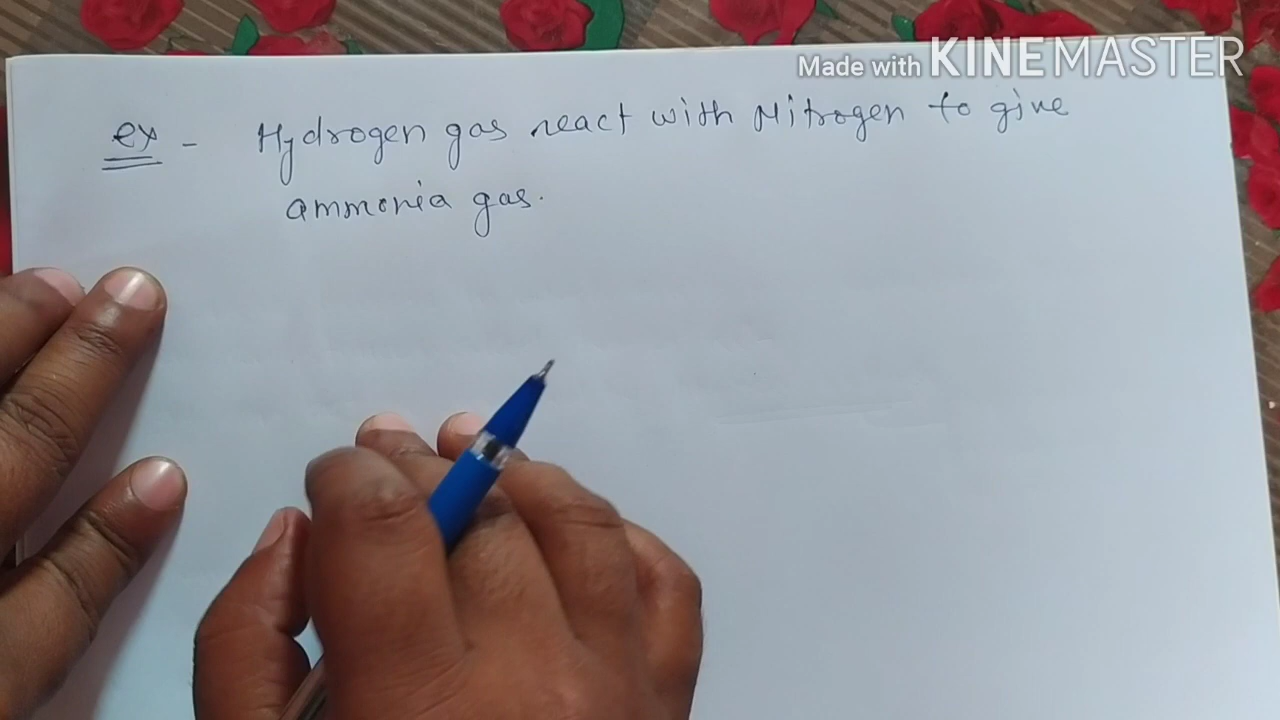 Made with KINEMASTER
ex - Hydrogen gas react with Nitrogen to give
ammonia gas.